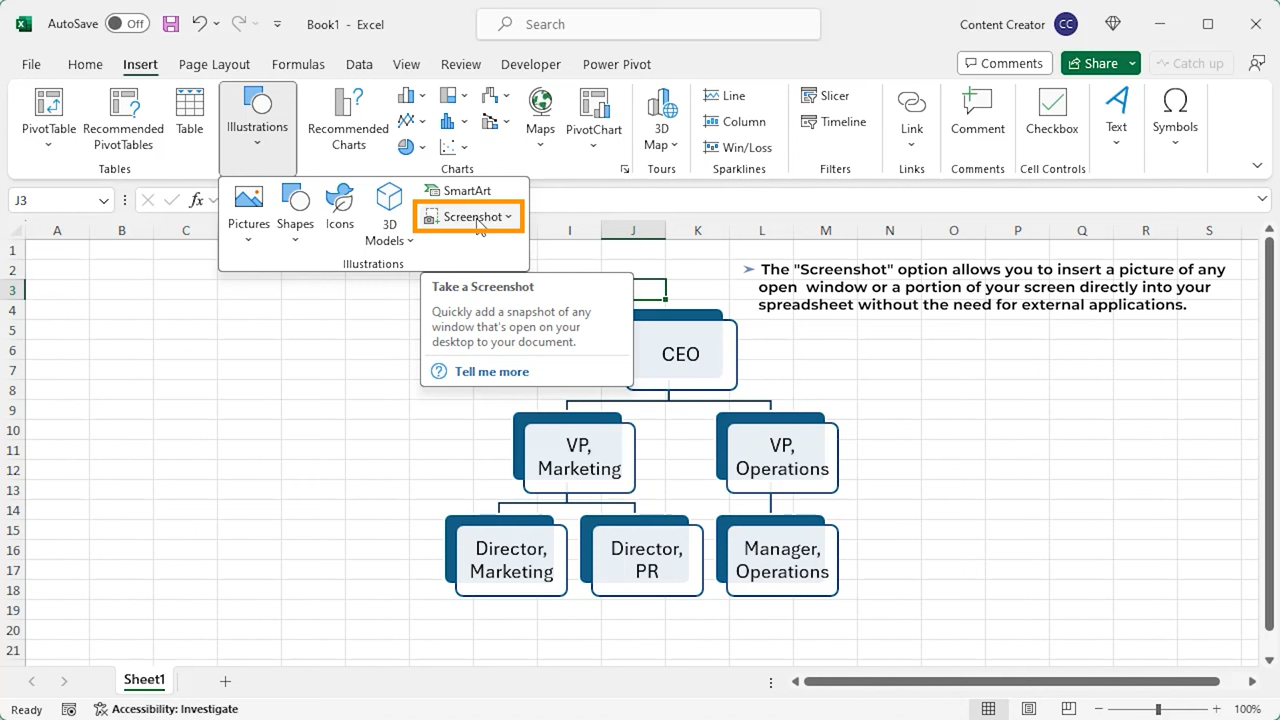 AutoSave Off Book1 - Excel Search Content Creator CC
File Home Insert Page Layout Formulas Data View Review Developer Power Pivot Comments Share Catch up
PivotTable
Recommended
PivotTables
Table
Tables
Illustrations
Recommended
Charts
Maps
PivotChart
Charts
3D
Map
Tours
Line
Column
Win/Loss
Sparklines
Slicer
Timeline
Filters
Link
Links
Comment
Comments
Checkbox
Cell Controls
Text
Symbols
J3
fx
Pictures
Shapes
Icons
3D
Models
SmartArt
Screenshot
Illustrations
A B C I J K L M N O P Q R S
1
2
3
4
5
6
7
8
9
10
11
12
13
14
15
16
17
18
19
20
21
Take a Screenshot
Quickly add a snapshot of any
window that's open on your
desktop to your document.
? Tell me more
➤ The "Screenshot" option allows you to insert a picture of any
open window or a portion of your screen directly into your
spreadsheet without the need for external applications.
CEO
VP,
Marketing
VP,
Operations
Director,
Marketing
Director,
PR
Manager,
Operations
Sheet1
Ready Accessibility: Investigate 100%